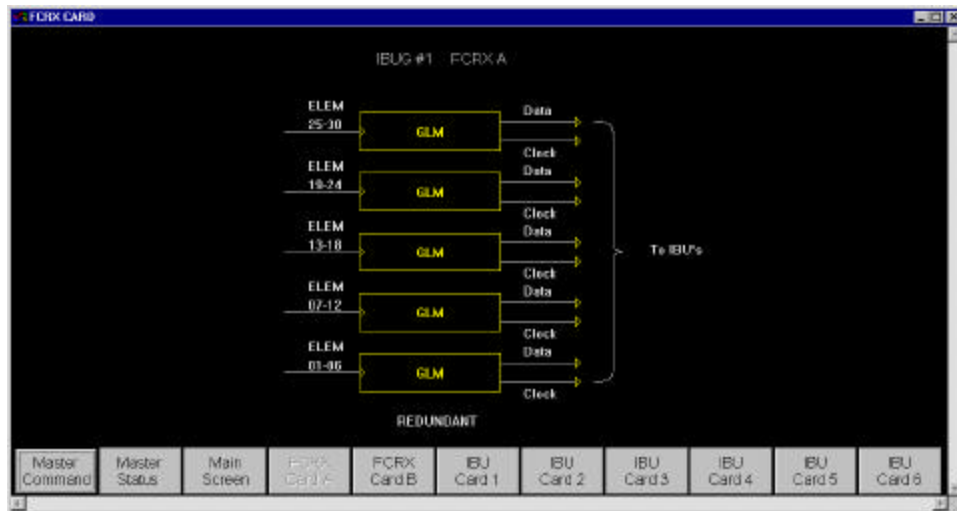 FCRX CARD
IBUG #1 FCRX A
ELEM
25-30
GLM
Data
Clock
ELEM
19-24
GLM
Data
Clock
ELEM
13-18
GLM
Data
Clock
ELEM
07-12
GLM
Data
Clock
ELEM
01-06
GLM
Data
Clock
To IBU's
REDUNDANT
Master Command
Master Status
Main Screen
FCRX Card A
FCRX Card B
IBU Card 1
IBU Card 2
IBU Card 3
IBU Card 4
IBU Card 5
IBU Card 6